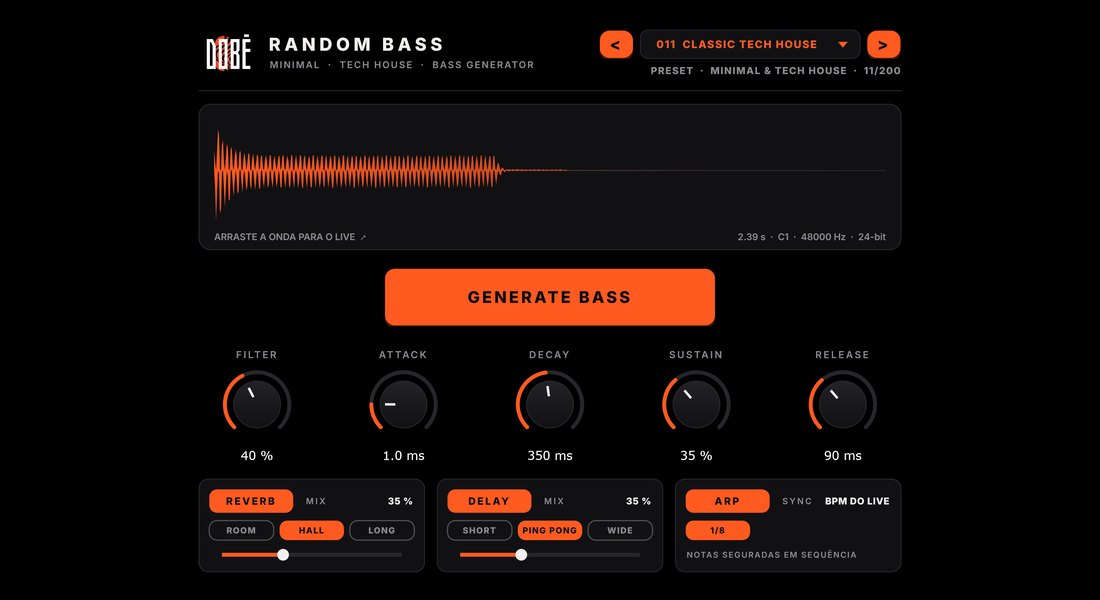 DOBĒ
RANDOM BASS
MINIMAL · TECH HOUSE · BASS GENERATOR
<
011 CLASSIC TECH HOUSE
>
PRESET · MINIMAL & TECH HOUSE · 11/200
ARRASTE A ONDA PARA O LIVE ↗
2.39 s · C1 · 48000 Hz · 24-bit
GENERATE BASS
FILTER ATTACK DECAY SUSTAIN RELEASE
40 % 1.0 ms 350 ms 35 % 90 ms
REVERB MIX 35 %
ROOM HALL LONG
DELAY MIX 35 %
SHORT PING PONG WIDE
ARP SYNC BPM DO LIVE
1/8
NOTAS SEGURADAS EM SEQUÊNCIA